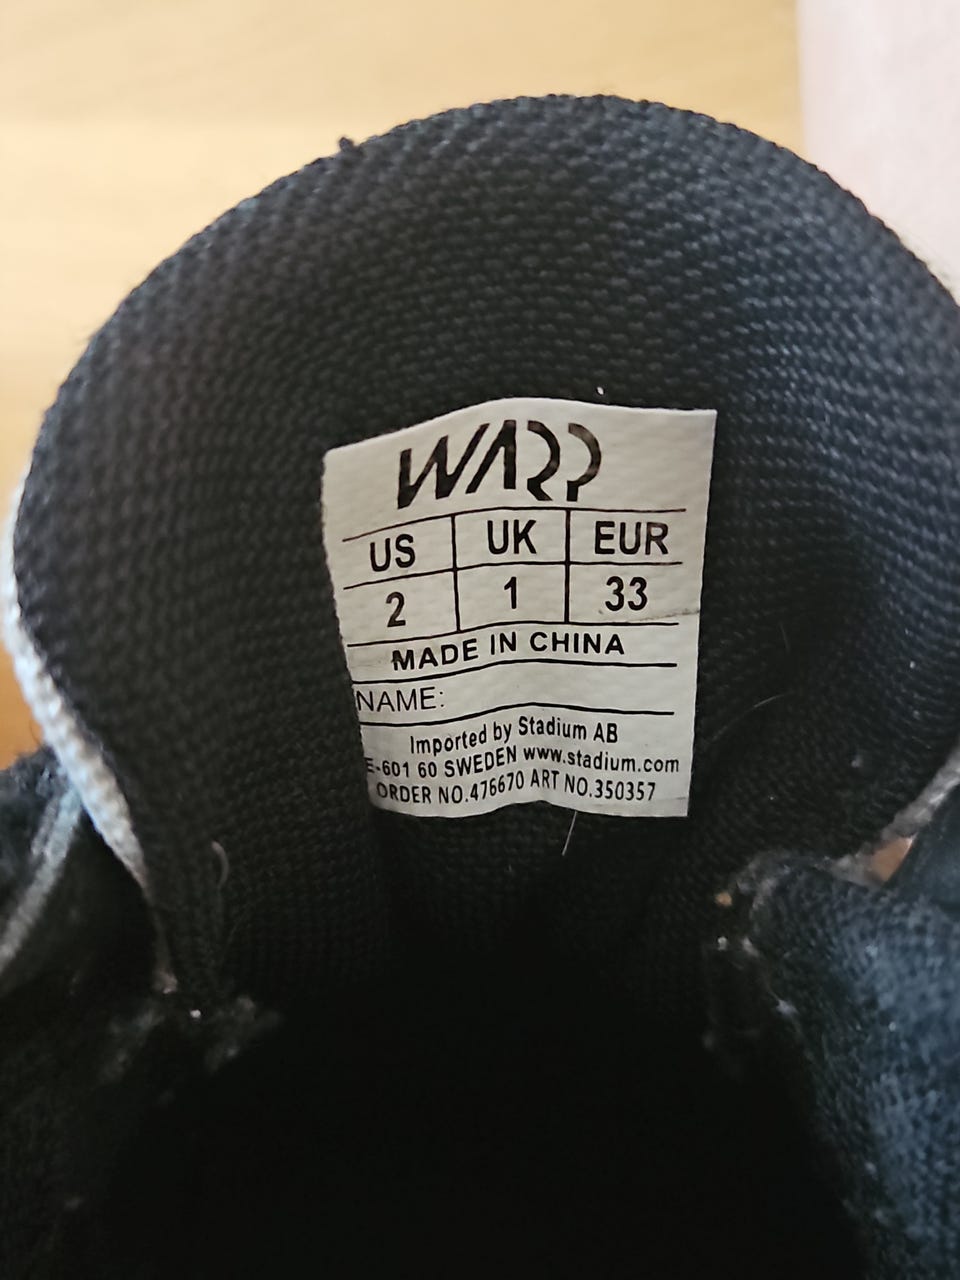 WARP
US UK EUR
2 1 33
MADE IN CHINA
NAME:
Imported by Stadium AB
E-601 60 SWEDEN www.stadium.com
ORDER NO.476670 ART NO.350357